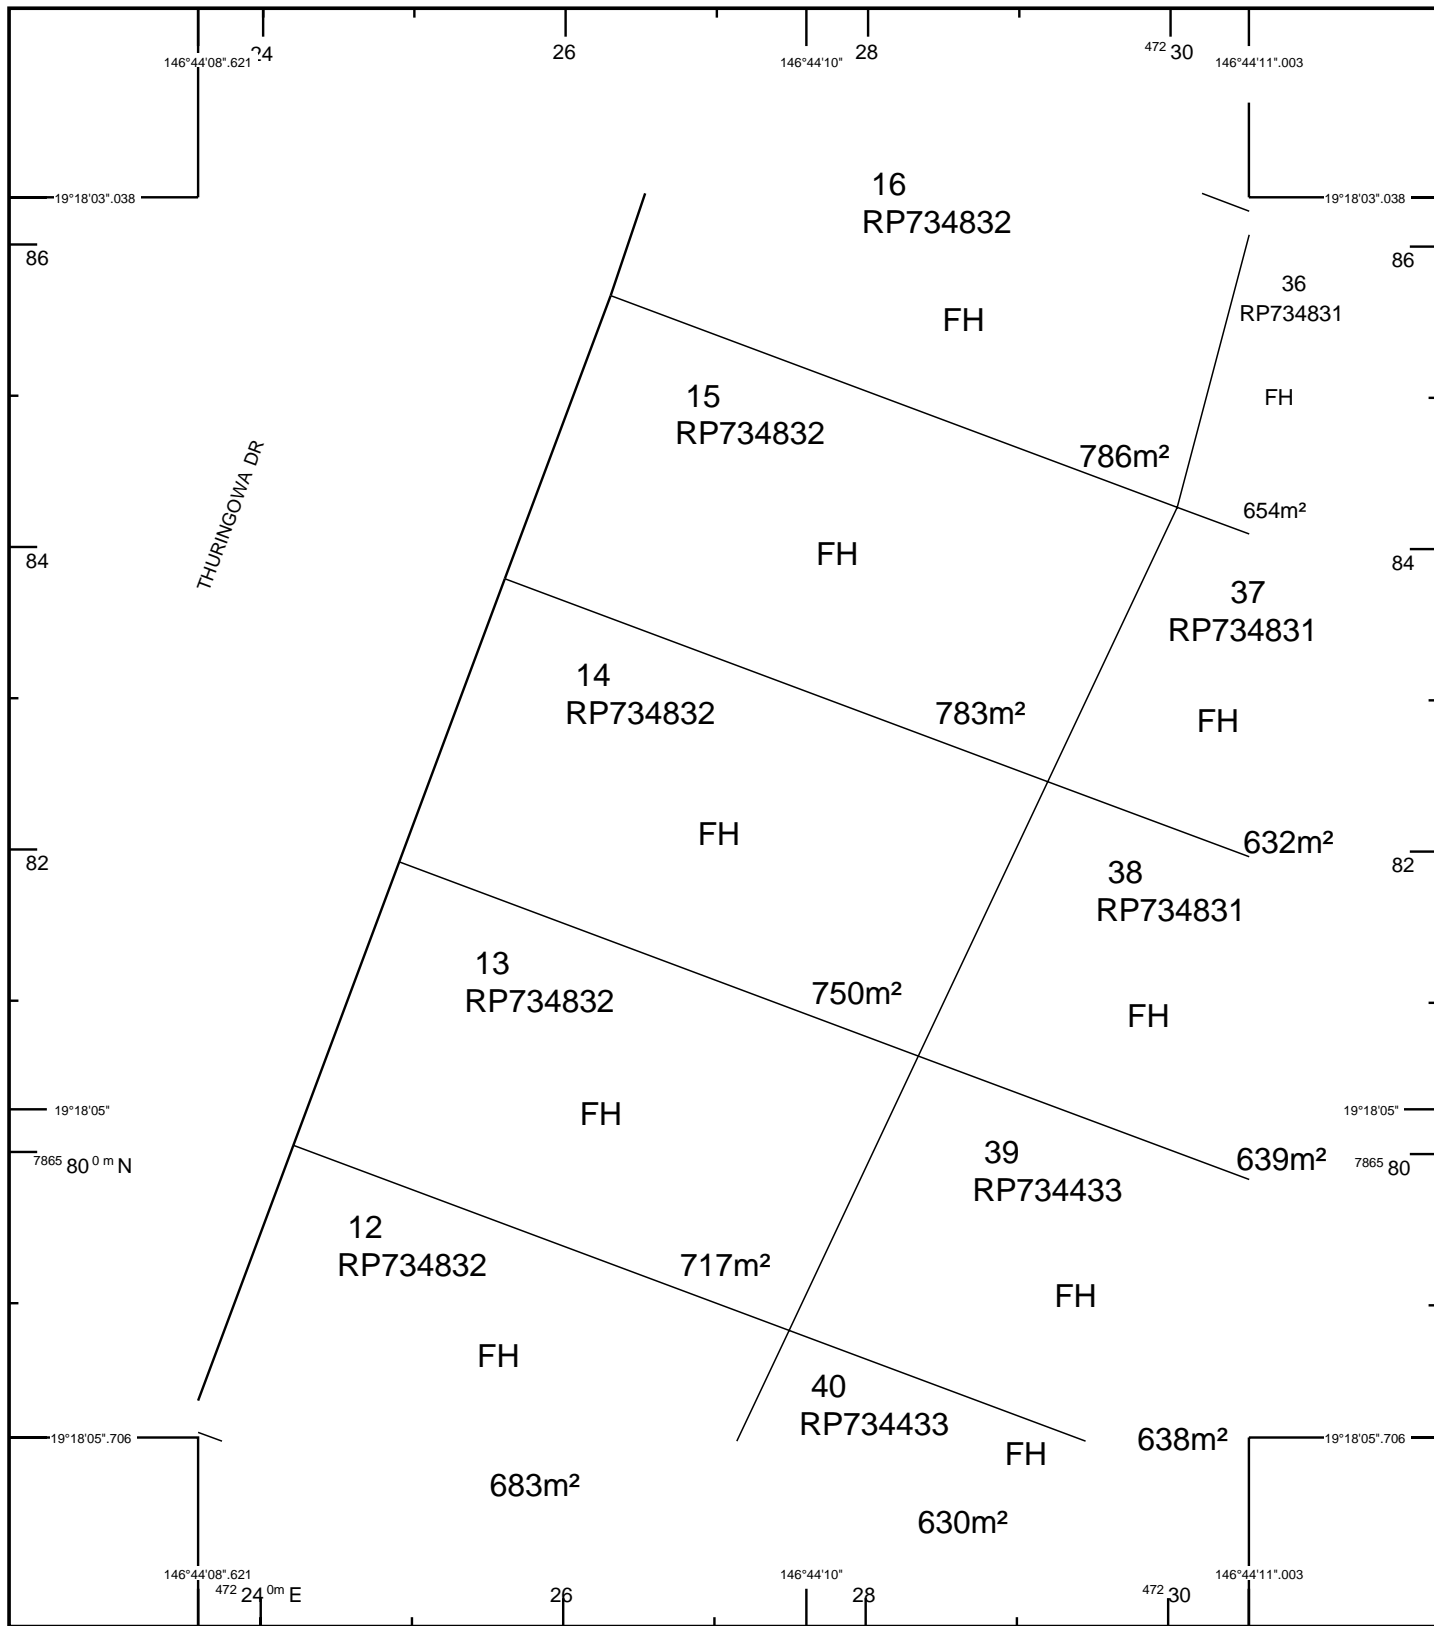 24
26
28
472 30
146°44'08".621
146°44'10"
146°44'11".003
16
RP734832
19°18'03".038
19°18'03".038
86
86
36
RP734831
FH
FH
15
RP734832
THURINGOWA DR
786m²
654m²
84
84
FH
37
RP734831
14
RP734832
783m²
FH
FH
632m²
82
82
38
RP734831
13
RP734832
750m²
FH
19°18'05"
FH
19°18'05"
7865 80 0 m N
39
RP734433
639m²
7865 80
12
RP734832
717m²
FH
FH
40
RP734433
19°18'05".706
FH
638m²
19°18'05".706
683m²
630m²
146°44'08".621
146°44'10"
146°44'11".003
472 24 0m E
26
28
472 30